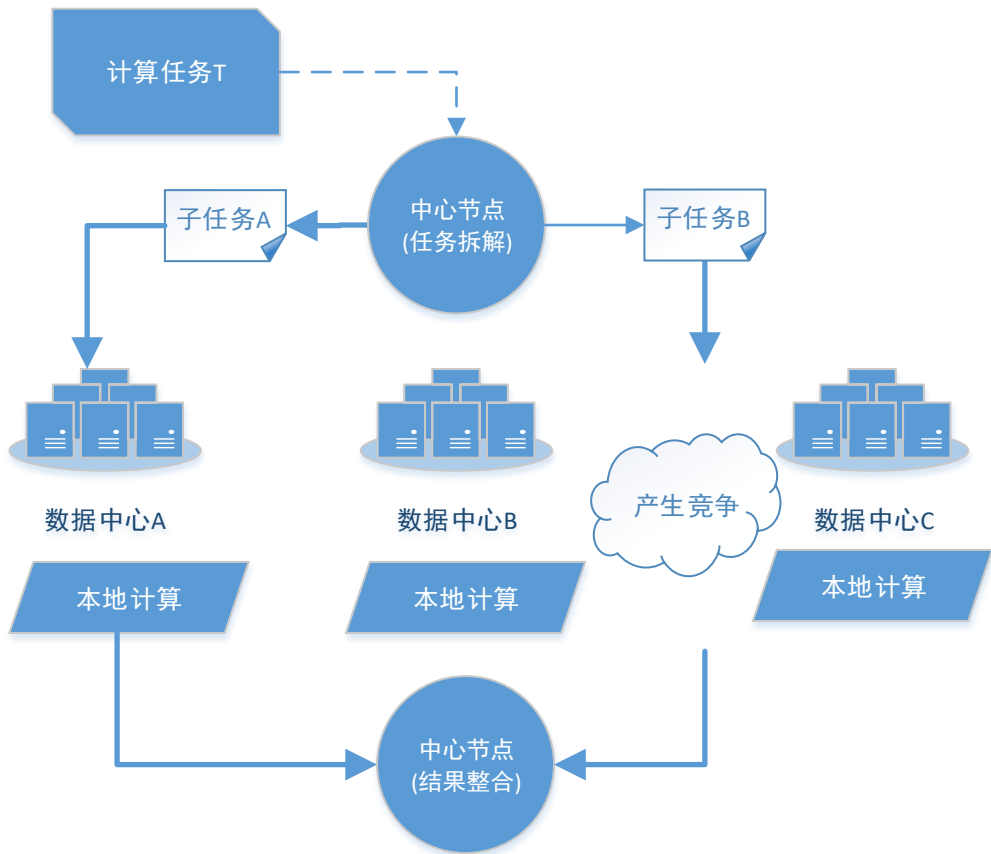 计算任务T
中心节点
(任务拆解)
子任务A
子任务B
产生竞争
数据中心A
数据中心B
数据中心C
本地计算
本地计算
本地计算
中心节点
(结果整合)